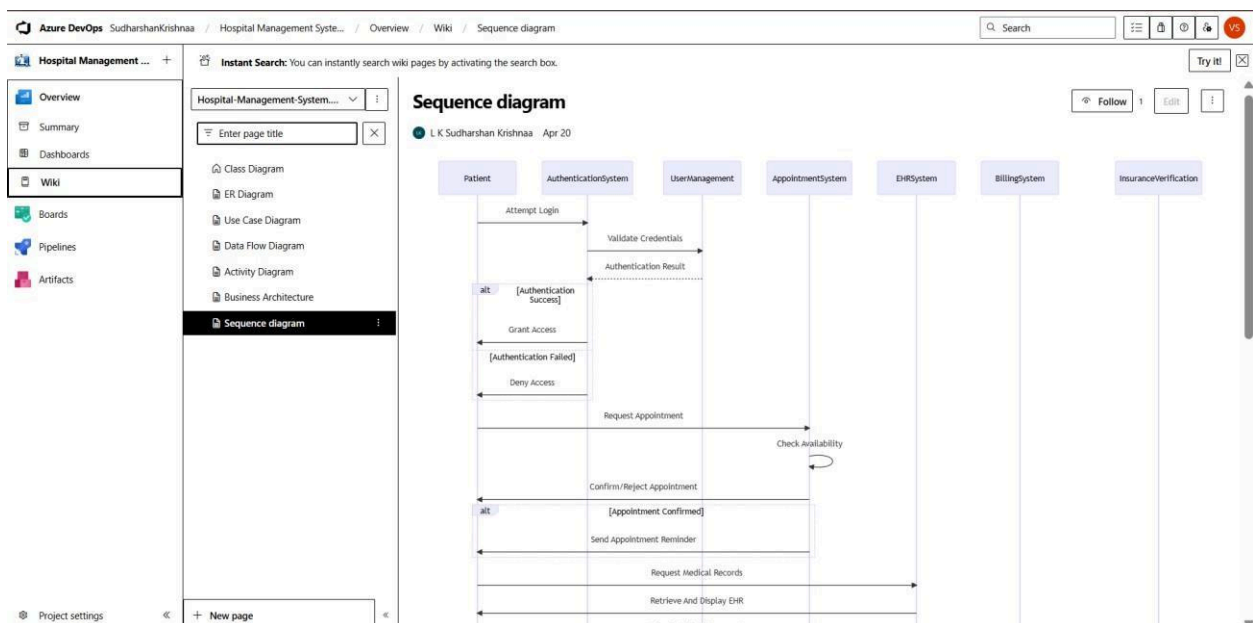 Azure DevOps SudharshanKrishnaa / Hospital Management Syste... / Overview / Wiki / Sequence diagram
Search
VS
Hospital Management ... +
Instant Search: You can instantly search wiki pages by activating the search box.
Try it!
Overview
Summary
Dashboards
Wiki
Boards
Pipelines
Artifacts
Project settings
Hospital-Management-System....
Enter page title
Class Diagram
ER Diagram
Use Case Diagram
Data Flow Diagram
Activity Diagram
Business Architecture
Sequence diagram
+ New page
Sequence diagram
Follow 1 Edit
L K Sudharshan Krishnaa Apr 20
Patient AuthenticationSystem UserManagement AppointmentSystem EHRSystem BillingSystem InsuranceVerification
Attempt Login
Validate Credentials
Authentication Result
alt [Authentication
Success]
Grant Access
[Authentication Failed]
Deny Access
Request Appointment
Check Availability
Confirm/Reject Appointment
alt [Appointment Confirmed]
Send Appointment Reminder
Request Medical Records
Retrieve And Display EHR